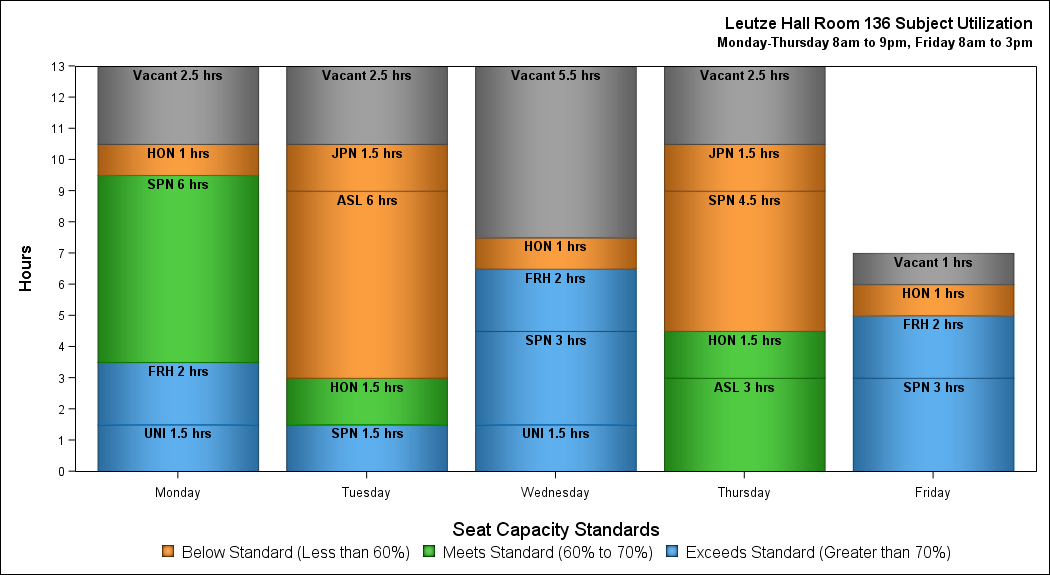 Leutze Hall Room 136 Subject Utilization
Monday-Thursday 8am to 9pm, Friday 8am to 3pm
Hours
13
12
11
10
9
8
7
6
5
4
3
2
1
0
Vacant 2.5 hrs
HON 1 hrs
SPN 6 hrs
FRH 2 hrs
UNI 1.5 hrs
Vacant 2.5 hrs
JPN 1.5 hrs
ASL 6 hrs
HON 1.5 hrs
SPN 1.5 hrs
Vacant 5.5 hrs
HON 1 hrs
FRH 2 hrs
SPN 3 hrs
UNI 1.5 hrs
Vacant 2.5 hrs
JPN 1.5 hrs
SPN 4.5 hrs
HON 1.5 hrs
ASL 3 hrs
Vacant 1 hrs
HON 1 hrs
FRH 2 hrs
SPN 3 hrs
Monday Tuesday Wednesday Thursday Friday
Seat Capacity Standards
Below Standard (Less than 60%) Meets Standard (60% to 70%) Exceeds Standard (Greater than 70%)